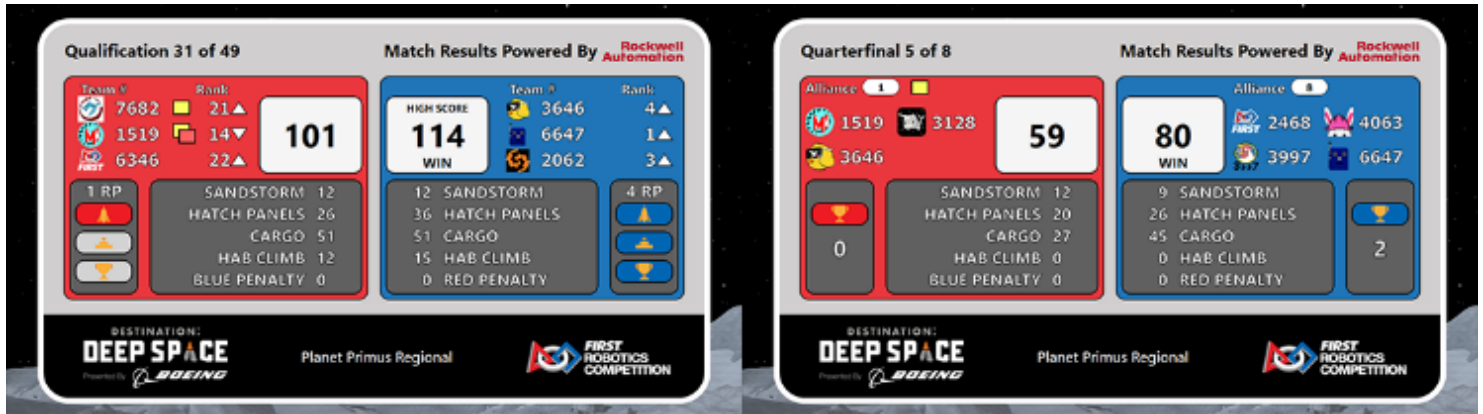 Qualification 31 of 49
Match Results Powered By Rockwell Automation
Team # Rank
7682 21
1519 14
6346 22
101
HIGH SCORE
114
WIN
Team # Rank
3646 4
6647 1
2062 3
1 RP
SANDSTORM 12
HATCH PANELS 26
CARGO 51
HAB CLIMB 12
BLUE PENALTY 0
12 SANDSTORM
36 HATCH PANELS
51 CARGO
15 HAB CLIMB
0 RED PENALTY
4 RP
DESTINATION:
DEEP SPACE
Presented By BOEING
Planet Primus Regional
FIRST
ROBOTICS
COMPETITION
Quarterfinal 5 of 8
Match Results Powered By Rockwell Automation
Alliance 1
1519 3128
3646
59
80
WIN
Alliance 8
FIRST 2468 4063
3997 6647
0
SANDSTORM 12
HATCH PANELS 20
CARGO 27
HAB CLIMB 0
BLUE PENALTY 0
9 SANDSTORM
26 HATCH PANELS
45 CARGO
0 HAB CLIMB
0 RED PENALTY
2
DESTINATION:
DEEP SPACE
Presented By BOEING
Planet Primus Regional
FIRST
ROBOTICS
COMPETITION